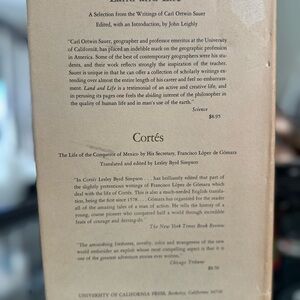 Land and Life
A Selection from the Writings of Carl Ortwin Sauer
Edited, with an Introduction, by John Leighly
"Carl Ortwin Sauer, geographer and professor emeritus at the University of
California, has placed an indelible mark on the geographic profession
in America. Some of the best of contemporary geographers were his stu-
dents, and their work reflects strongly the inspiration of the teacher.
Sauer is unique in that he can offer a collection of scholarly writings ex-
tending over almost the entire length of his career and feel no embarrass-
ment. Land and Life is a testimonial of an active and creative life, and
in perusing its pages one feels the abiding interest of the philosopher in
the quality of human life and in man's use of the earth."
Science
$8.95
Cortés
The Life of the Conqueror of Mexico by His Secretary, Francisco López de Gómara
Translated and edited by Lesley Byrd Simpson
"In Cortés Lesley Byrd Simpson . . . has brilliantly edited that part of
the slightly pretentious writings of Francisco López de Gómara which
deal with the life of Cortés. This is also a much-needed English transla-
tion, being the first since 1578 . . . . Gómara has organized for the reader
all of the amazing tales of a man of action. He tells the history of a
young, course pioneer who conquered half a world through incredible
feats of courage and derring-do."
The New York Times Book Review
"The astonishing freshness, novelty, color and strangeness of the new
world embroider an exploit whose most compelling aspect is that it is
one of the greatest adventure stories ever written."
Chicago Tribune
UNIVERSITY OF CALIFORNIA PRESS, Berkeley, California 94720